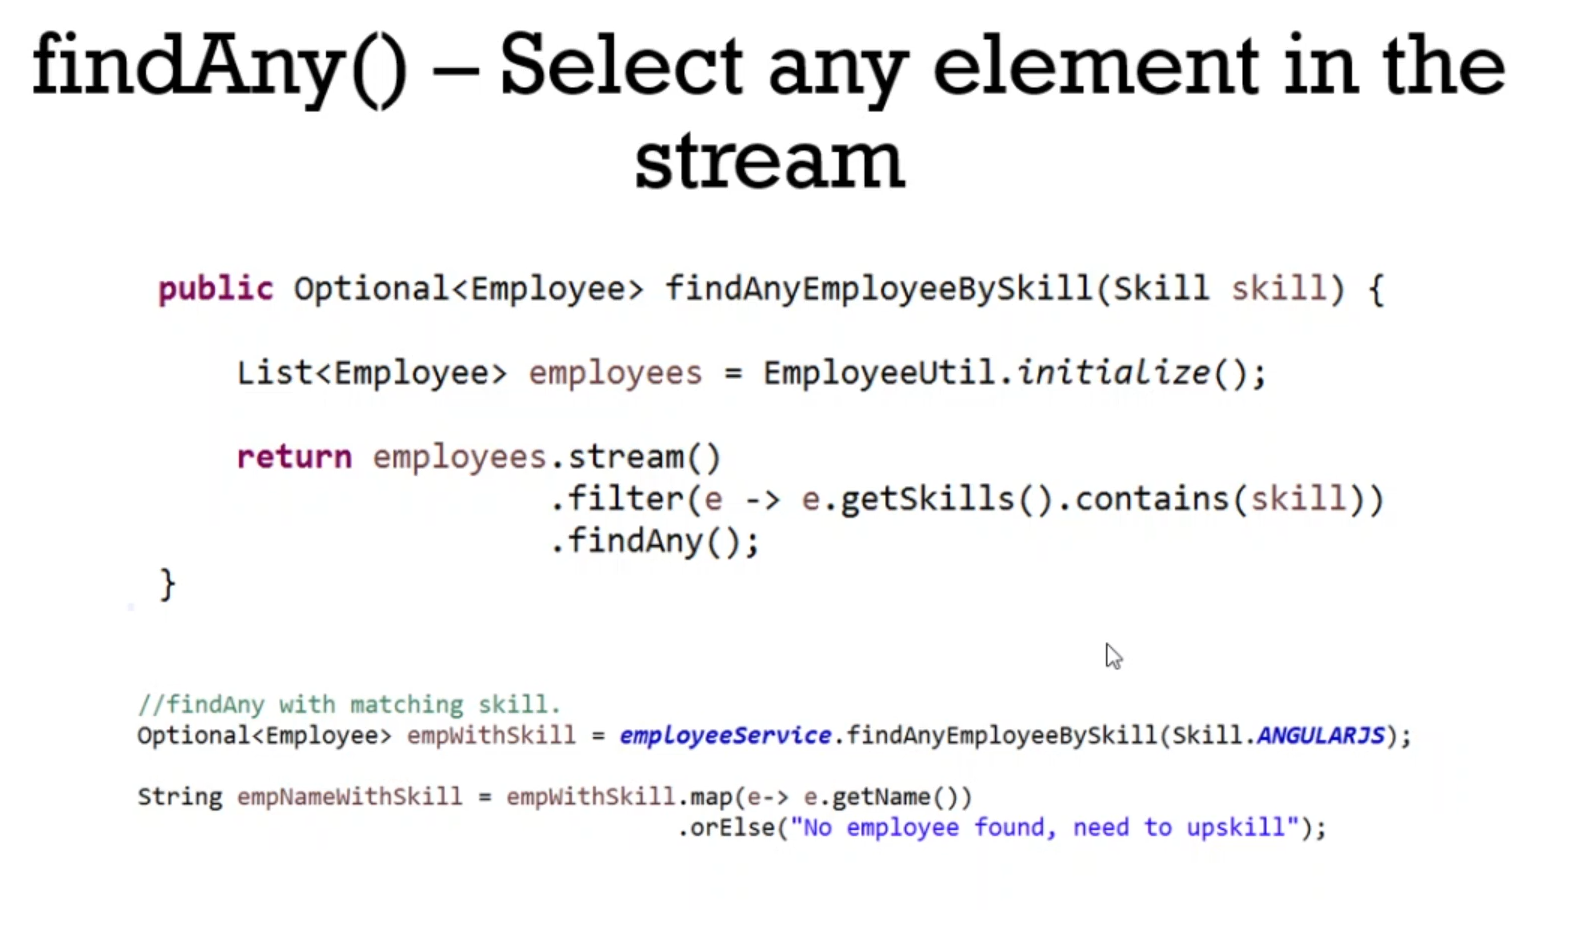 findAny() – Select any element in the
stream
public Optional<Employee> findAnyEmployeeBySkill(Skill skill) {
List<Employee> employees = EmployeeUtil.initialize();
return employees.stream()
.filter(e -> e.getSkills().contains(skill))
.findAny();
}
//findAny with matching skill.
Optional<Employee> empWithSkill = employeeService.findAnyEmployeeBySkill(Skill.ANGULARJS);
String empNameWithSkill = empWithSkill.map(e-> e.getName())
.orElse("No employee found, need to upskill");